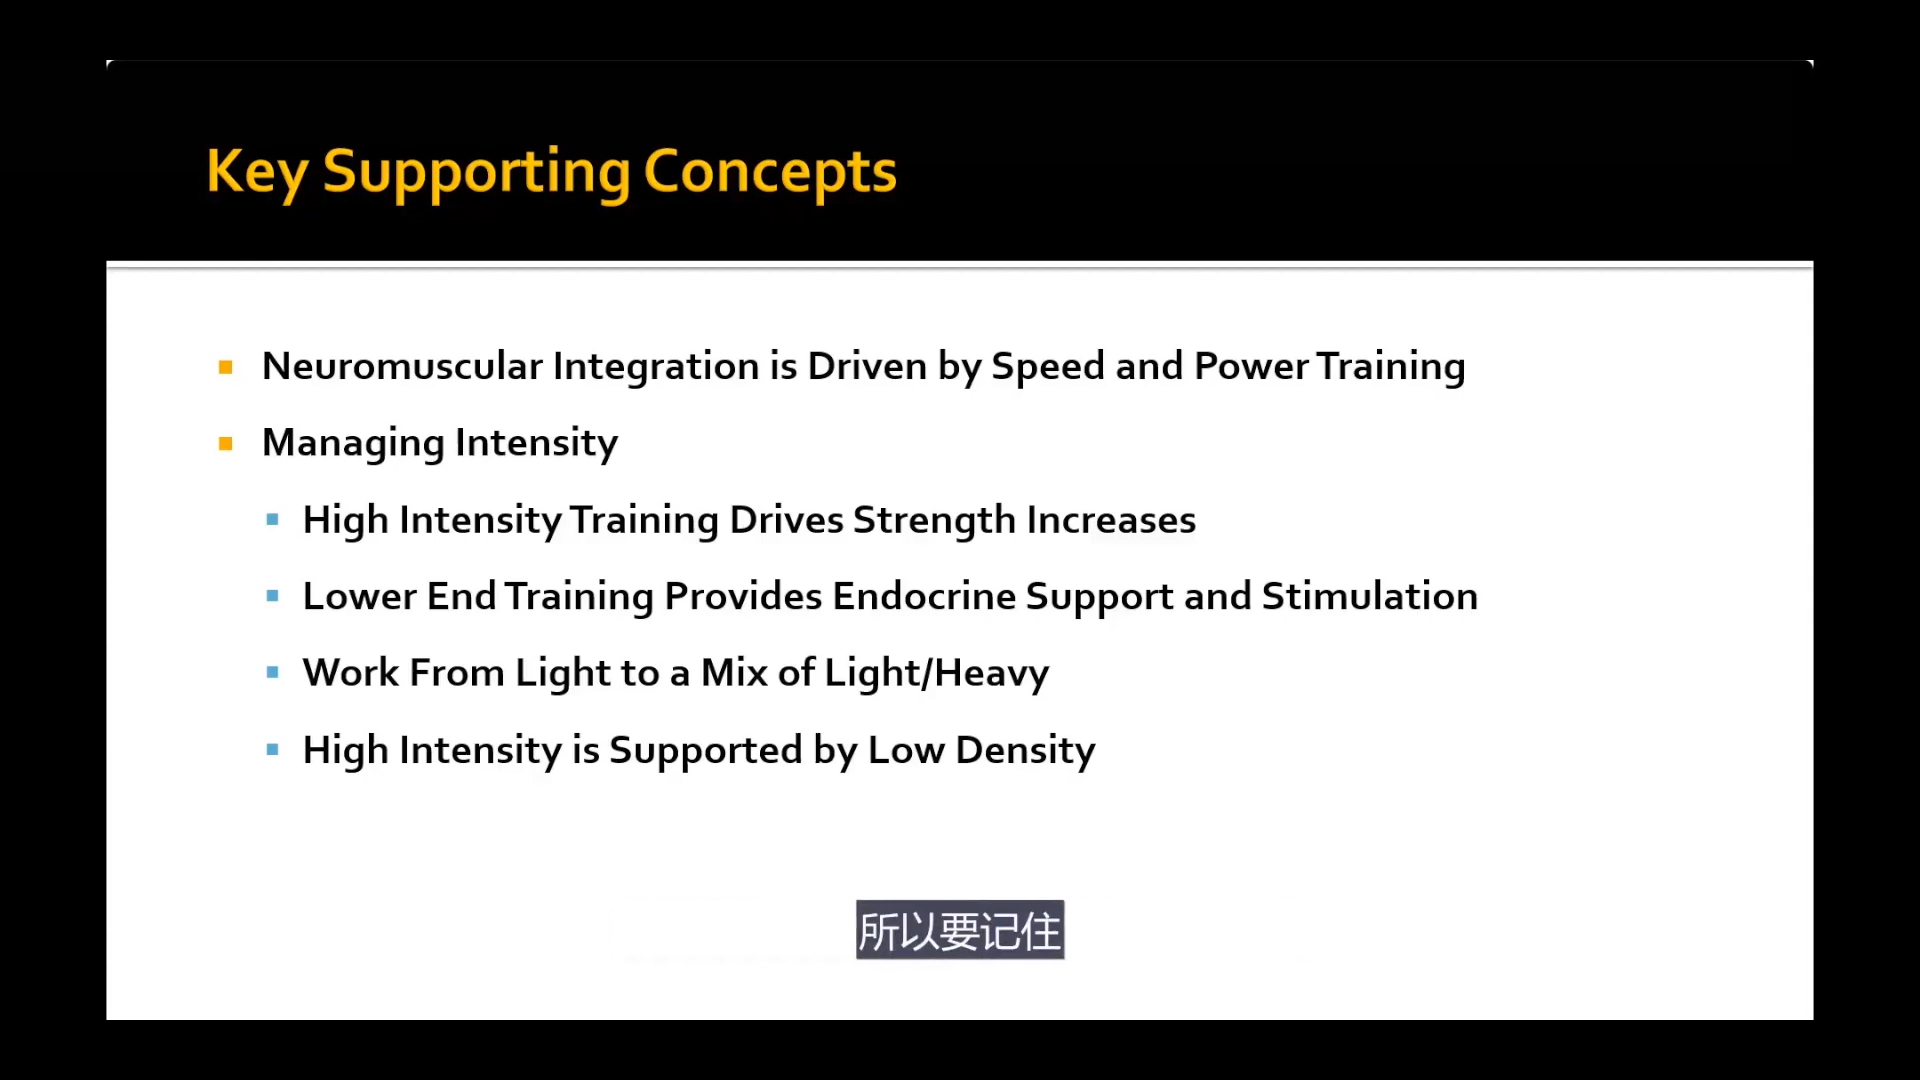 Key Supporting Concepts
Neuromuscular Integration is Driven by Speed and Power Training
Managing Intensity
High Intensity Training Drives Strength Increases
Lower End Training Provides Endocrine Support and Stimulation
Work From Light to a Mix of Light/Heavy
High Intensity is Supported by Low Density
所以要记住